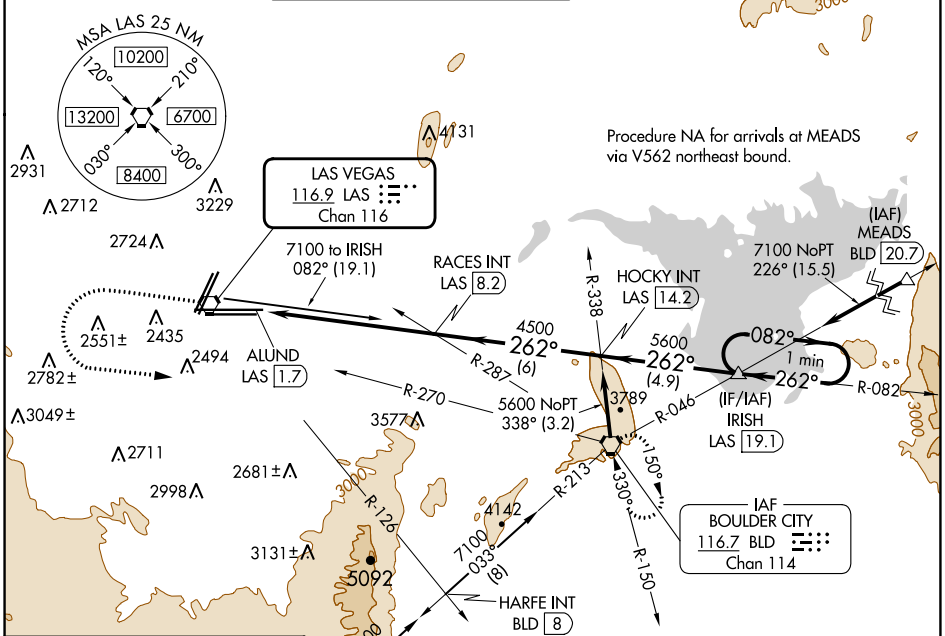 MSA LAS 25 NM
10200
120°
210°
13200
6700
030°
300°
8400
2931
2712
3229
2724
4131
LAS VEGAS
116.9 LAS
Chan 116
Procedure NA for arrivals at MEADS
via V562 northeast bound.
(IAF)
MEADS
BLD 20.7
7100 NoPT
226° (15.5)
7100 to IRISH
082° (19.1)
RACES INT
LAS 8.2
HOCKY INT
LAS 14.2
R-338
2551±
2435
2494
2782±
ALUND
LAS 1.7
4500
262°
(6)
5600
262°
(4.9)
082°
1 min
262°
R-082
R-287
R-270
5600 NoPT
338° (3.2)
3789
R-046
(IF/IAF)
IRISH
LAS 19.1
3000
3049±
3577
2711
2681±
2998
3000
R-126
R-213
150°
330°
R-150
4142
7100
033°
(8)
IAF
BOULDER CITY
116.7 BLD
Chan 114
3131±
5092
HARFE INT
BLD 8